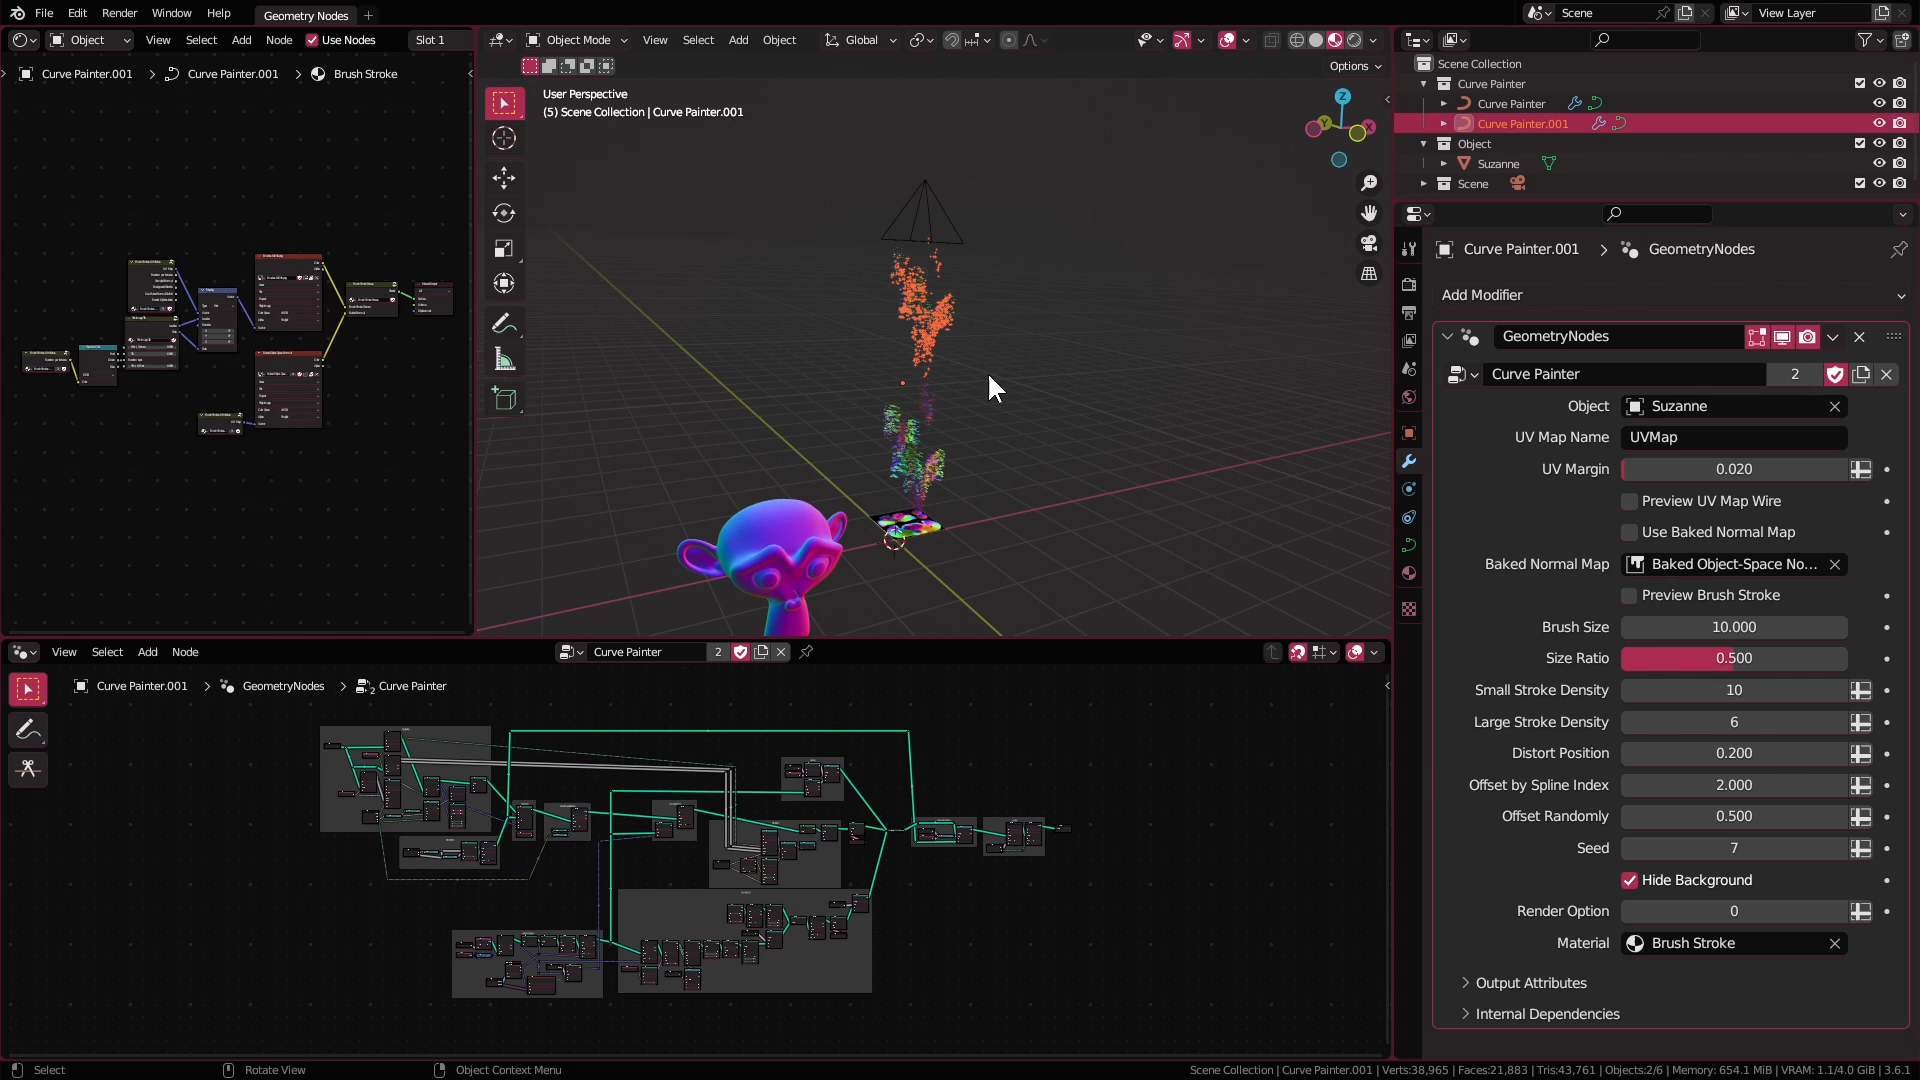 File Edit Render Window Help Geometry Nodes +
Scene View Layer
Object View Select Add Node Use Nodes Slot 1
Curve Painter.001 > Curve Painter.001 > Brush Stroke
Object Mode View Select Add Object Global
Options
User Perspective
(5) Scene Collection | Curve Painter.001
Z
Y
X
Scene Collection
Curve Painter
Curve Painter
Curve Painter.001
Object
Suzanne
Scene
Curve Painter.001 > GeometryNodes
Add Modifier
GeometryNodes
Curve Painter 2
Object Suzanne
UV Map Name UVMap
UV Margin 0.020
Preview UV Map Wire
Use Baked Normal Map
Baked Normal Map Baked Object-Space No...
Preview Brush Stroke
Brush Size 10.000
Size Ratio 0.500
Small Stroke Density 10
Large Stroke Density 6
Distort Position 0.200
Offset by Spline Index 2.000
Offset Randomly 0.500
Seed 7
Hide Background
Render Option 0
Material Brush Stroke
Output Attributes
Internal Dependencies
View Select Add Node Curve Painter 2
Curve Painter.001 > GeometryNodes > 2 Curve Painter
Select Rotate View Object Context Menu
Scene Collection | Curve Painter.001 | Verts:38,965 | Faces:21,883 | Tris:43,761 | Objects:2/6 | Memory: 654.1 MiB | VRAM: 1.1/4.0 GiB | 3.6.1